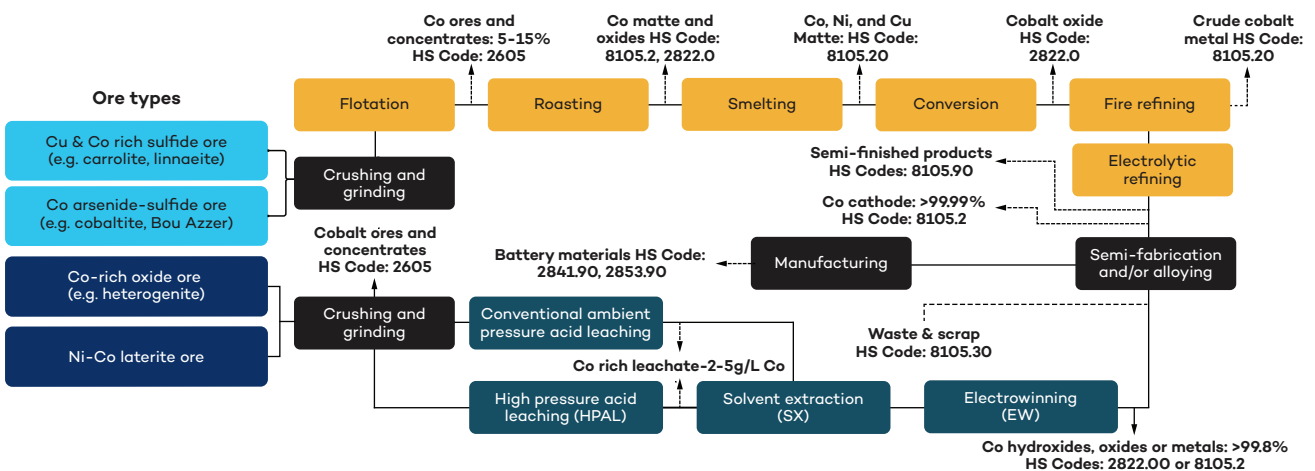 Co ores and
concentrates: 5-15%
HS Code: 2605
Co matte and
oxides HS Code:
8105.2, 2822.0
Co, Ni, and Cu
Matte: HS Code:
8105.20
Cobalt oxide
HS Code:
2822.0
Crude cobalt
metal HS Code:
8105.20
Ore types
Flotation
Roasting
Smelting
Conversion
Fire refining
Cu & Co rich sulfide ore
(e.g. carrolite, linnaeite)
Co arsenide-sulfide ore
(e.g. cobaltite, Bou Azzer)
Crushing and
grinding
Semi-finished products
HS Codes: 8105.90
Electrolytic
refining
Co cathode: >99.99%
HS Code: 8105.2
Cobalt ores and
concentrates
HS Code: 2605
Battery materials HS Code:
2841.90, 2853.90
Manufacturing
Semi-fabrication
and/or alloying
Co-rich oxide ore
(e.g. heterogenite)
Ni-Co laterite ore
Crushing and
grinding
Conventional ambient
pressure acid leaching
Waste & scrap
HS Code: 8105.30
Co rich leachate-2-5g/L Co
High pressure acid
leaching (HPAL)
Solvent extraction
(SX)
Electrowinning
(EW)
Co hydroxides, oxides or metals: >99.8%
HS Codes: 2822.00 or 8105.2